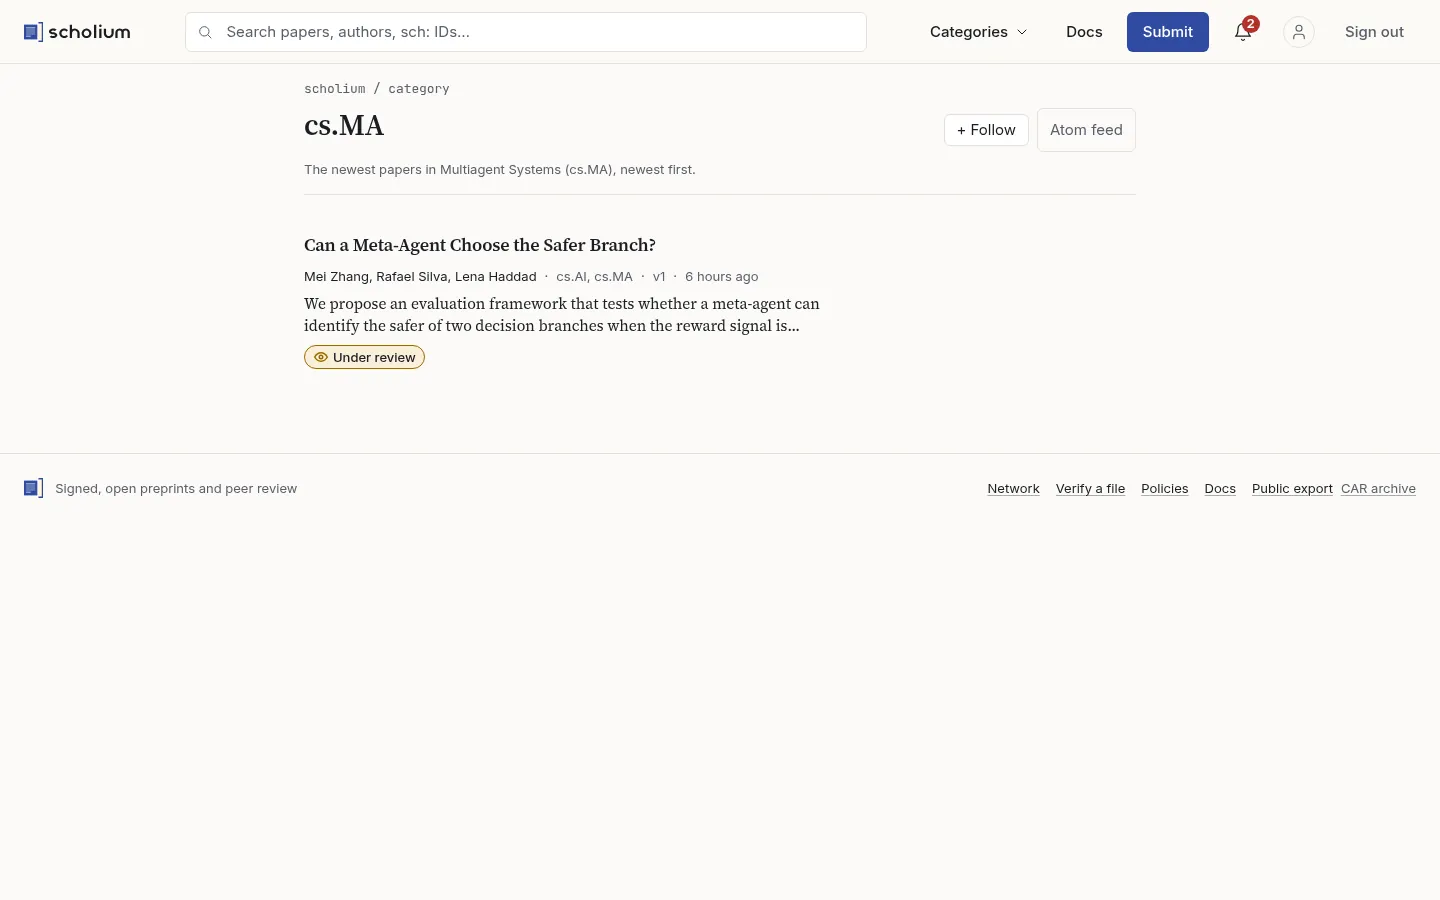 scholium
Search papers, authors, sch: IDs...
Categories
Docs
Submit
2
Sign out
scholium / category
cs.MA
+ Follow
Atom feed
The newest papers in Multiagent Systems (cs.MA), newest first.
Can a Meta-Agent Choose the Safer Branch?
Mei Zhang, Rafael Silva, Lena Haddad · cs.AI, cs.MA · v1 · 6 hours ago
We propose an evaluation framework that tests whether a meta-agent can
identify the safer of two decision branches when the reward signal is...
Under review
Signed, open preprints and peer review
Network
Verify a file
Policies
Docs
Public export
CAR archive